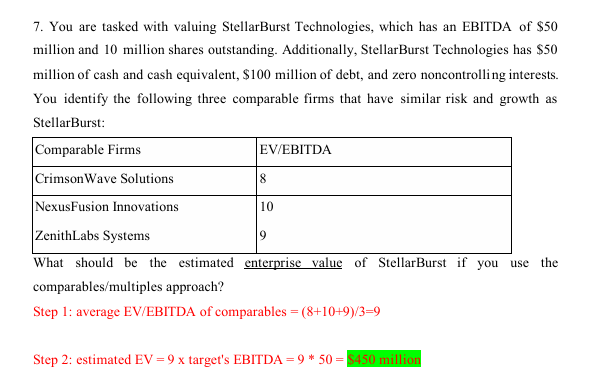 7. You are tasked with valuing StellarBurst Technologies, which has an EBITDA of $50
million and 10 million shares outstanding. Additionally, StellarBurst Technologies has $50
million of cash and cash equivalent, $100 million of debt, and zero noncontrolling interests.
You identify the following three comparable firms that have similar risk and growth as
StellarBurst:
Comparable Firms EV/EBITDA
CrimsonWave Solutions 8
NexusFusion Innovations 10
ZenithLabs Systems 9
What should be the estimated enterprise value of StellarBurst if you use the
comparables/multiples approach?
Step 1: average EV/EBITDA of comparables = (8+10+9)/3=9
Step 2: estimated EV = 9 x target's EBITDA = 9 * 50 = $450 million